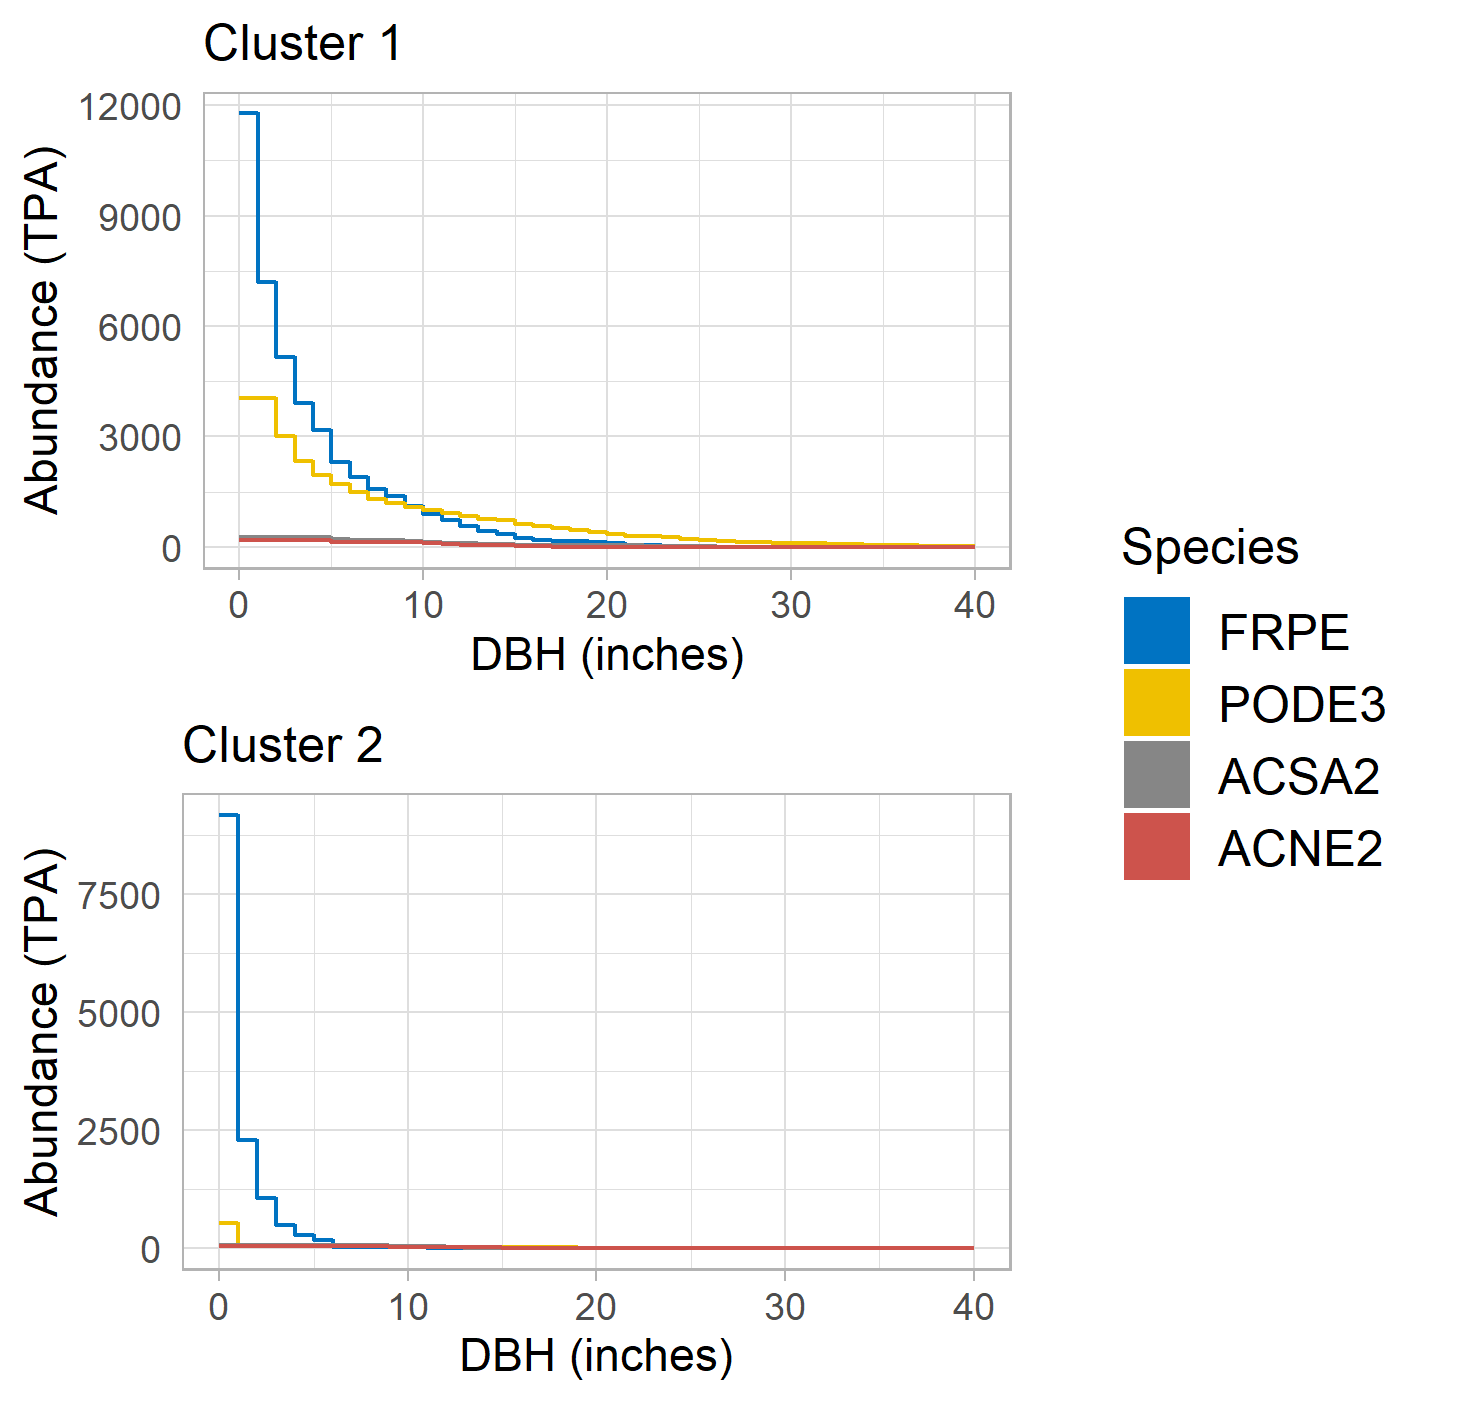 Cluster 1
Abundance (TPA)
12000
9000
6000
3000
0
0 10 20 30 40
DBH (inches)
Cluster 2
Abundance (TPA)
7500
5000
2500
0
0 10 20 30 40
DBH (inches)
Species
FRPE
PODE3
ACSA2
ACNE2